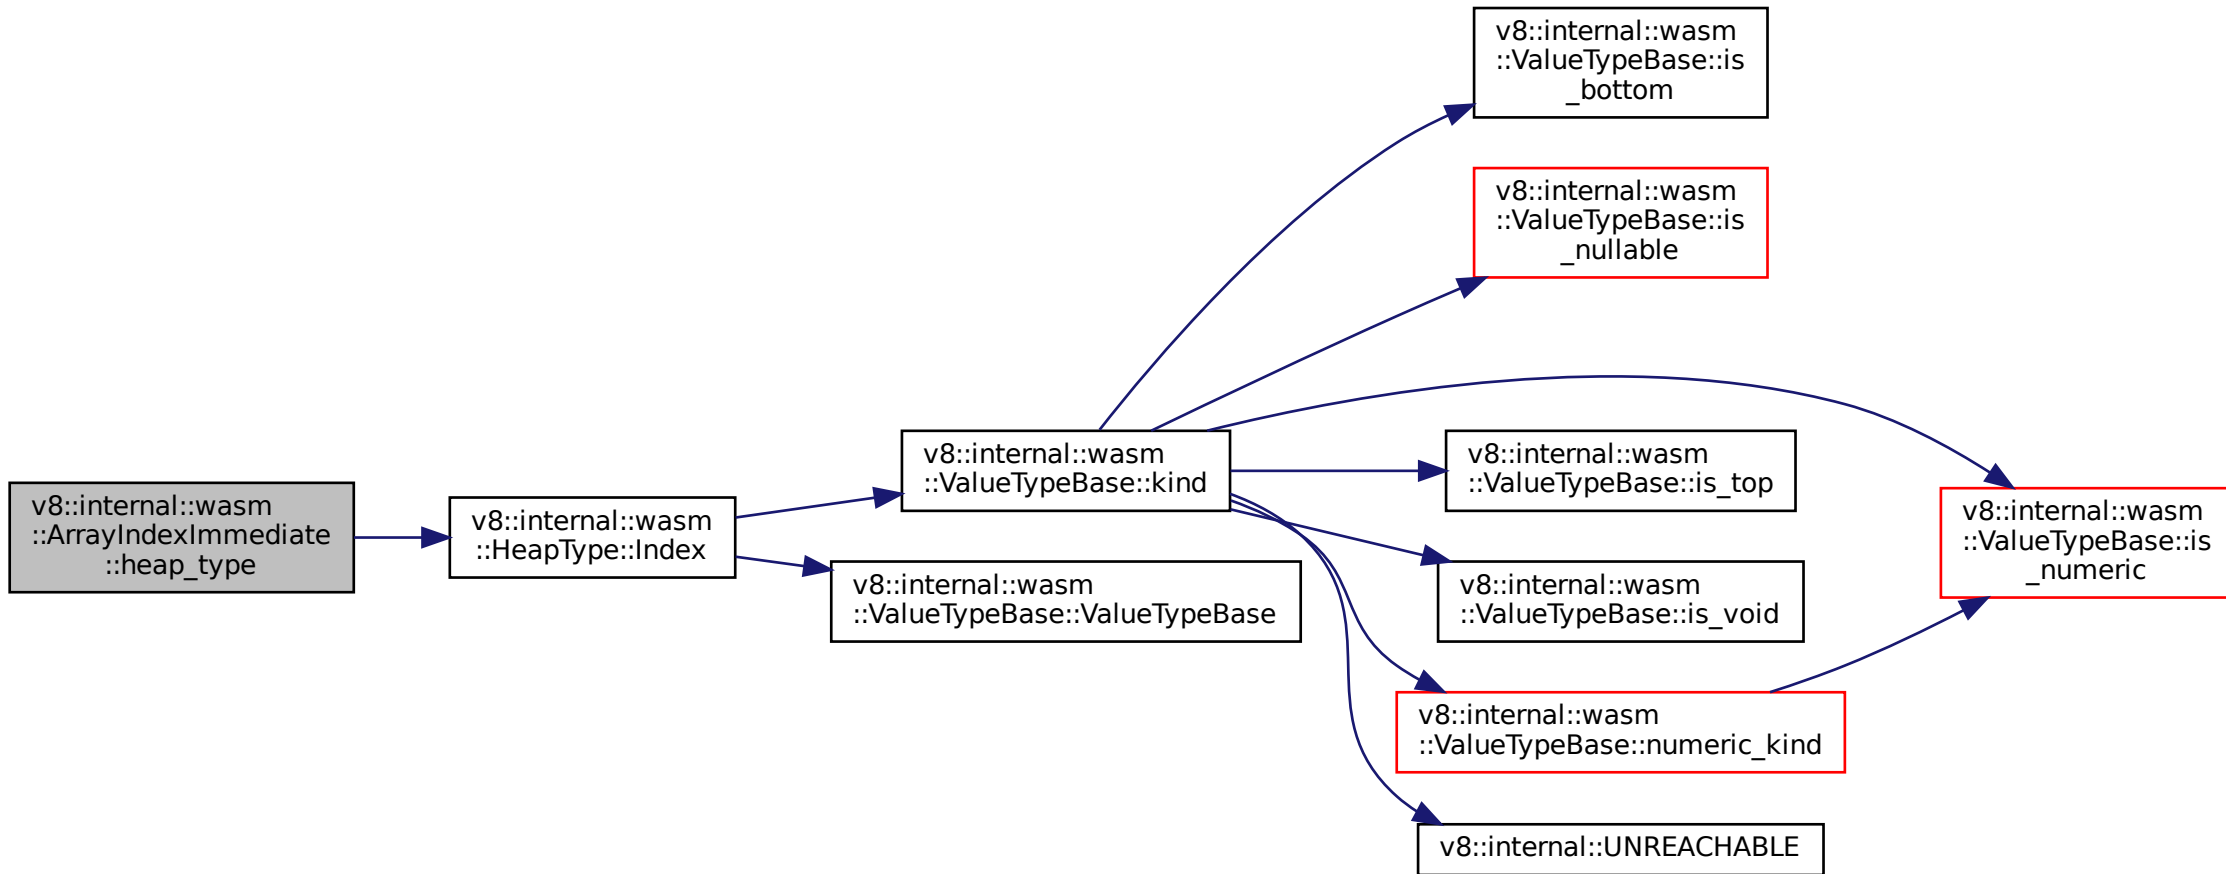 v8::internal::wasm
::ArrayIndexImmediate
::heap_type
v8::internal::wasm
::HeapType::Index
v8::internal::wasm
::ValueTypeBase::kind
v8::internal::wasm
::ValueTypeBase::ValueTypeBase
v8::internal::wasm
::ValueTypeBase::is
_bottom
v8::internal::wasm
::ValueTypeBase::is
_nullable
v8::internal::wasm
::ValueTypeBase::is_top
v8::internal::wasm
::ValueTypeBase::is_void
v8::internal::wasm
::ValueTypeBase::numeric_kind
v8::internal::UNREACHABLE
v8::internal::wasm
::ValueTypeBase::is
_numeric